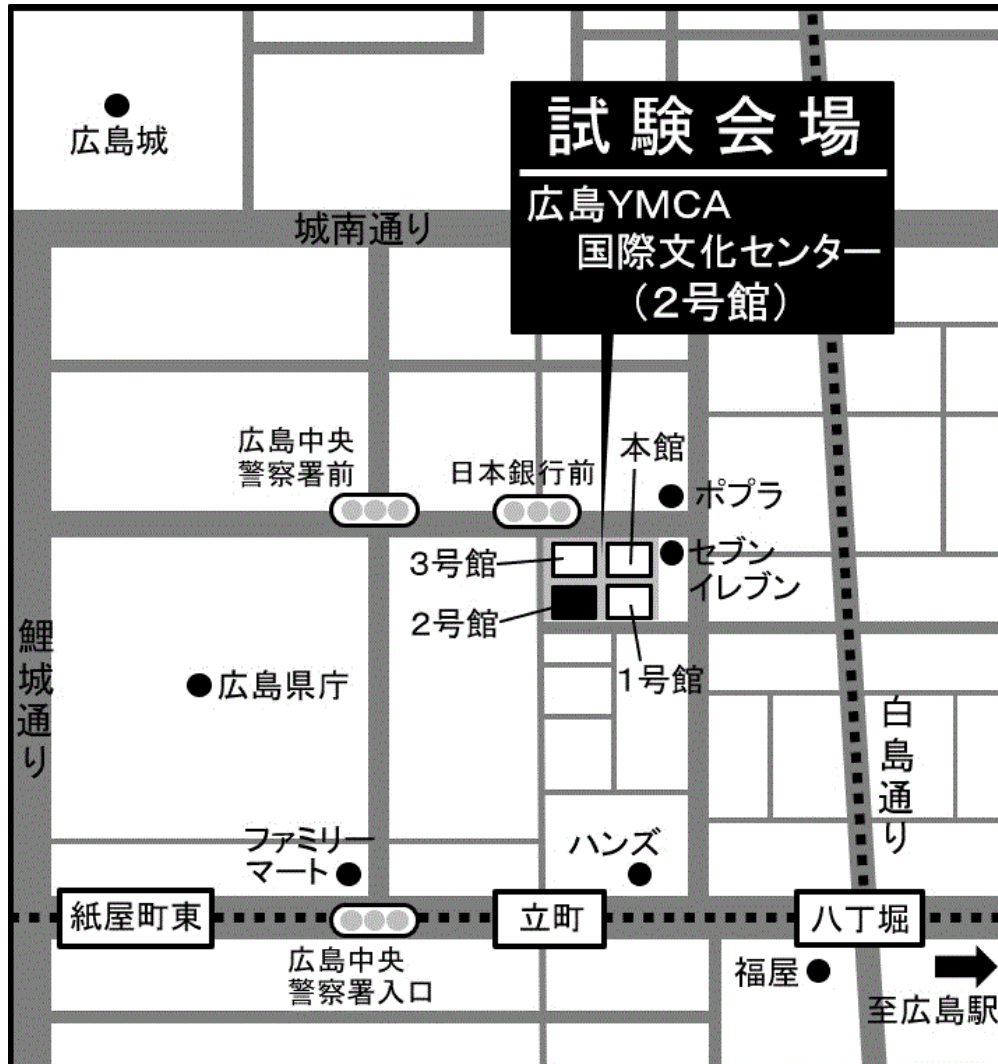 広島城
試験会場
広島YMCA
国際文化センター
（2号館）
城南通り
広島中央
警察署前
日本銀行前
本館
ポプラ
セブン
イレブン
3号館
2号館
1号館
鯉城通り
広島県庁
白島通り
ファミリー
マート
ハンズ
紙屋町東
立町
八丁堀
広島中央
警察署入口
福屋
至広島駅